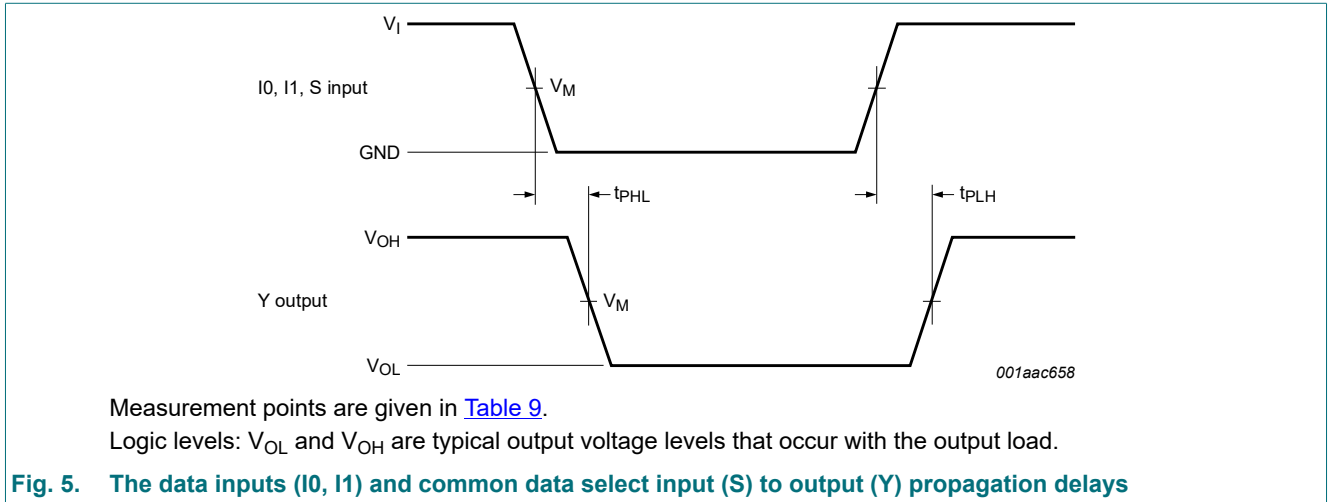 VI
I0, I1, S input
VM
GND
tPHL
tPLH
VOH
Y output
VM
VOL
001aac658
Measurement points are given in Table 9.
Logic levels: VOL and VOH are typical output voltage levels that occur with the output load.
Fig. 5. The data inputs (I0, I1) and common data select input (S) to output (Y) propagation delays